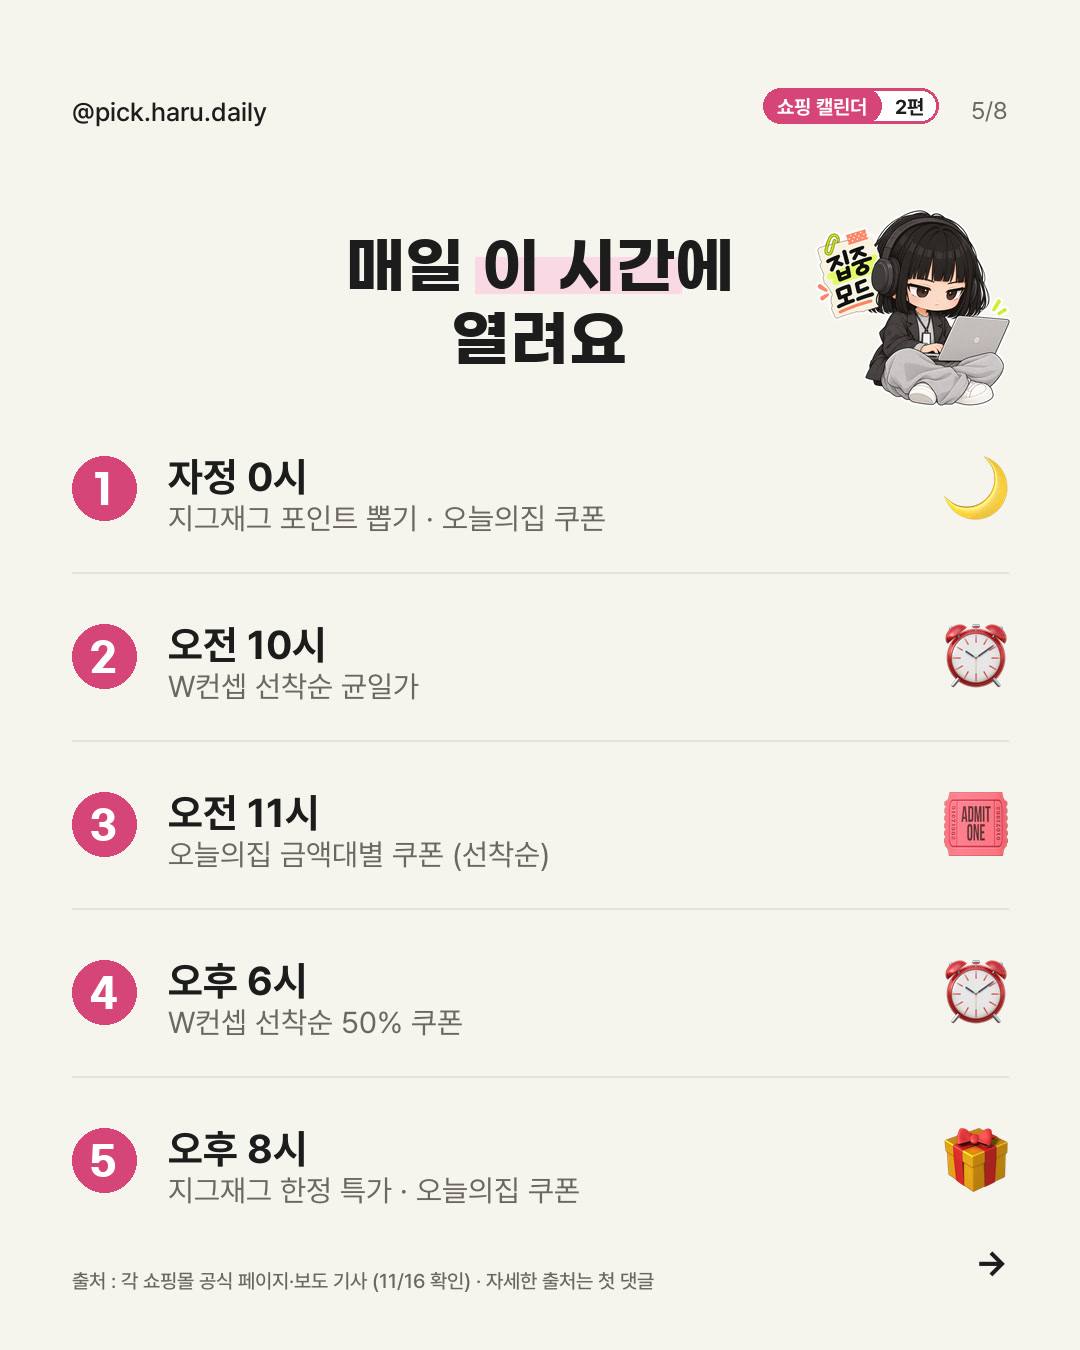 @pick.haru.daily
쇼핑 캘린더 2편 5/8
매일 이 시간에
열려요
집중
모드
1
자정 0시
지그재그 포인트 뽑기 · 오늘의집 쿠폰
2
오전 10시
W컨셉 선착순 균일가
3
오전 11시
오늘의집 금액대별 쿠폰 (선착순)
ADMIT
ONE
4
오후 6시
W컨셉 선착순 50% 쿠폰
5
오후 8시
지그재그 한정 특가 · 오늘의집 쿠폰
출처 : 각 쇼핑몰 공식 페이지·보도 기사 (11/16 확인) · 자세한 출처는 첫 댓글
→